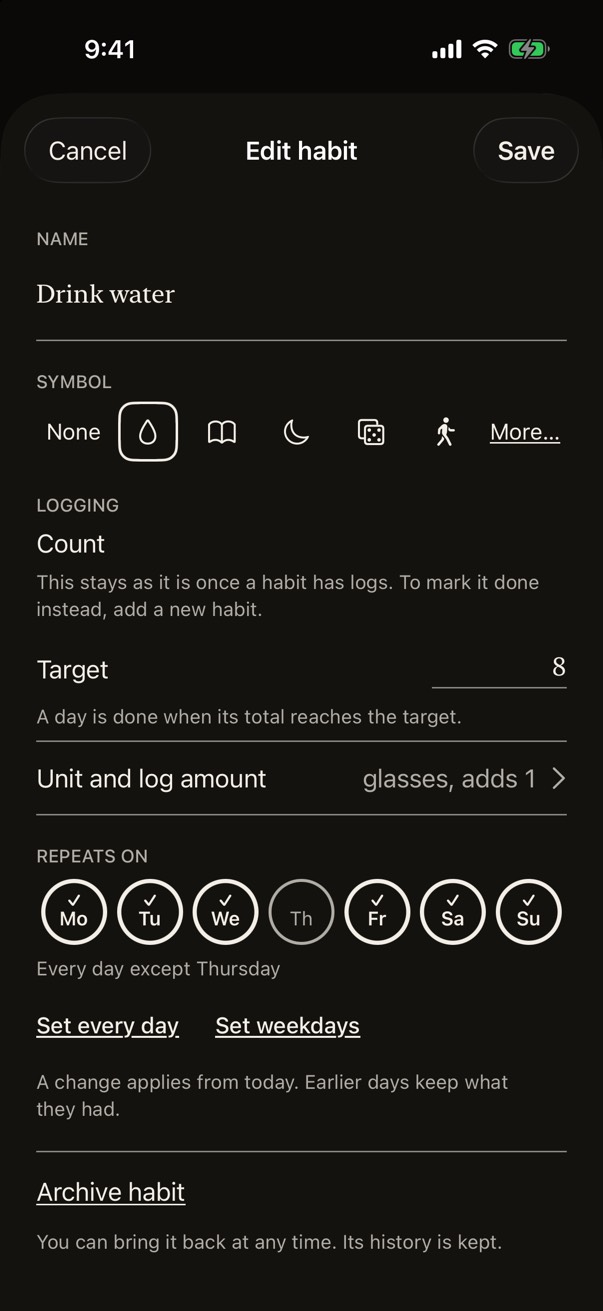 9:41
Cancel Edit habit Save
NAME
Drink water
SYMBOL
None More...
LOGGING
Count
This stays as it is once a habit has logs. To mark it done
instead, add a new habit.
Target 8
A day is done when its total reaches the target.
Unit and log amount glasses, adds 1
REPEATS ON
Mo Tu We Th Fr Sa Su
Every day except Thursday
Set every day Set weekdays
A change applies from today. Earlier days keep what
they had.
Archive habit
You can bring it back at any time. Its history is kept.